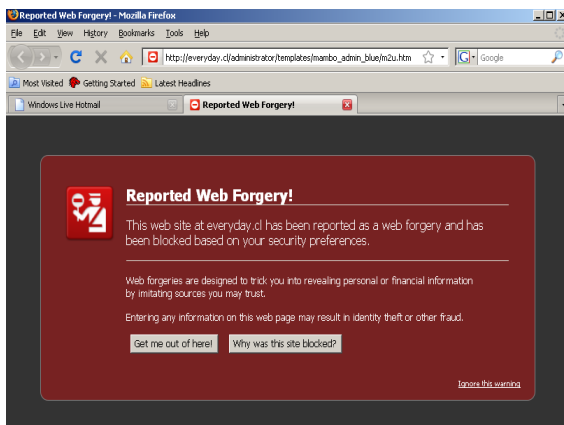 Reported Web Forgery! - Mozilla Firefox
File Edit View History Bookmarks Tools Help
http://everyday.cl/administrator/templates/mambo_admin_blue/m2u.htm
G Google
Most Visited Getting Started Latest Headlines
Windows Live Hotmail Reported Web Forgery!
Reported Web Forgery!
This web site at everyday.cl has been reported as a web forgery and has
been blocked based on your security preferences.
Web forgeries are designed to trick you into revealing personal or financial information
by imitating sources you may trust.
Entering any information on this web page may result in identity theft or other fraud.
Get me out of here! Why was this site blocked?
Ignore this warning